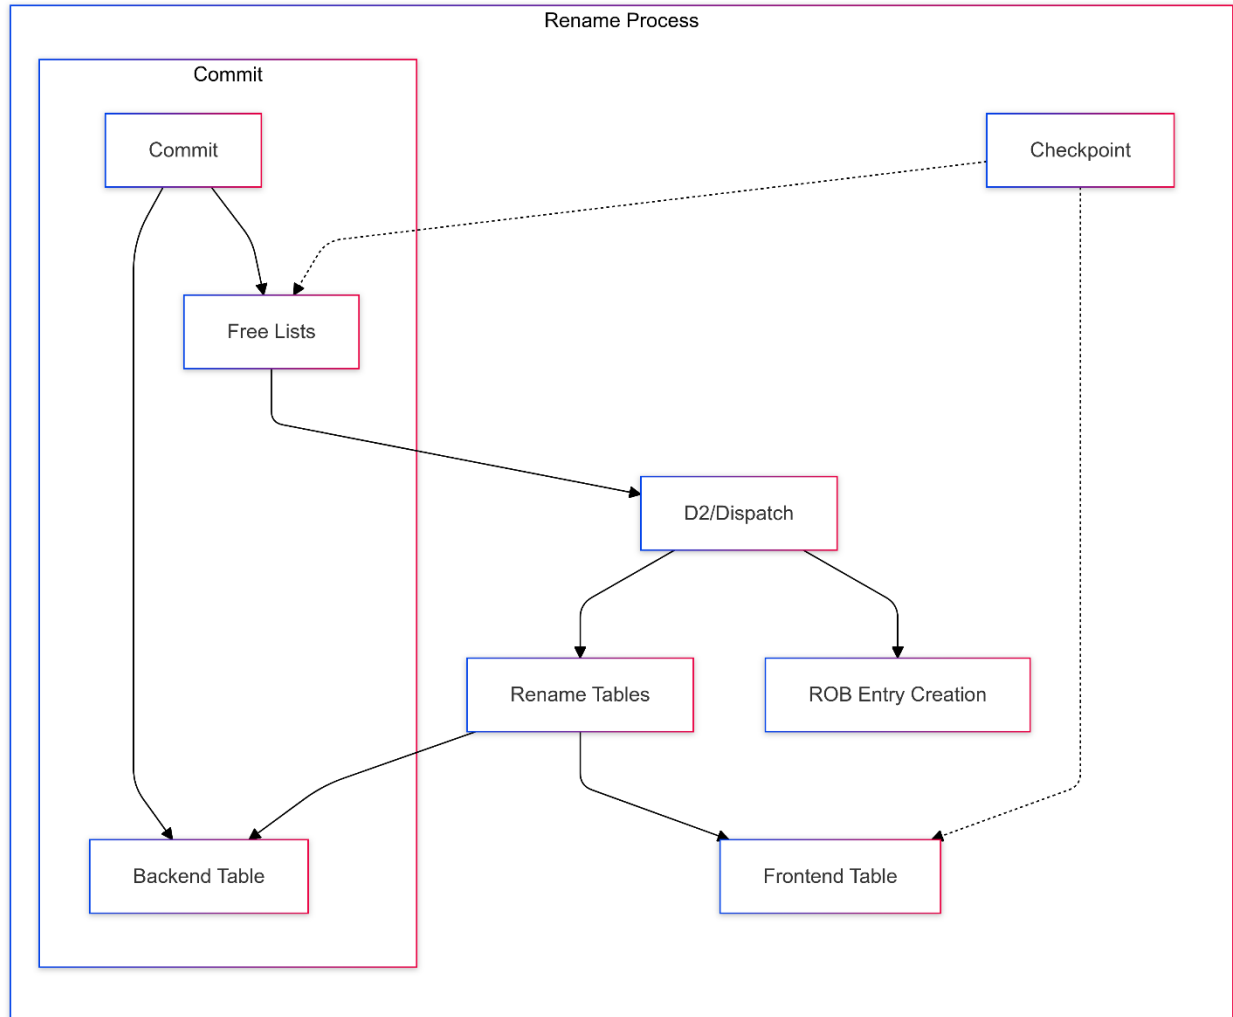 Rename Process
Commit
Commit
Checkpoint
Free Lists
D2/Dispatch
Rename Tables
ROB Entry Creation
Backend Table
Frontend Table